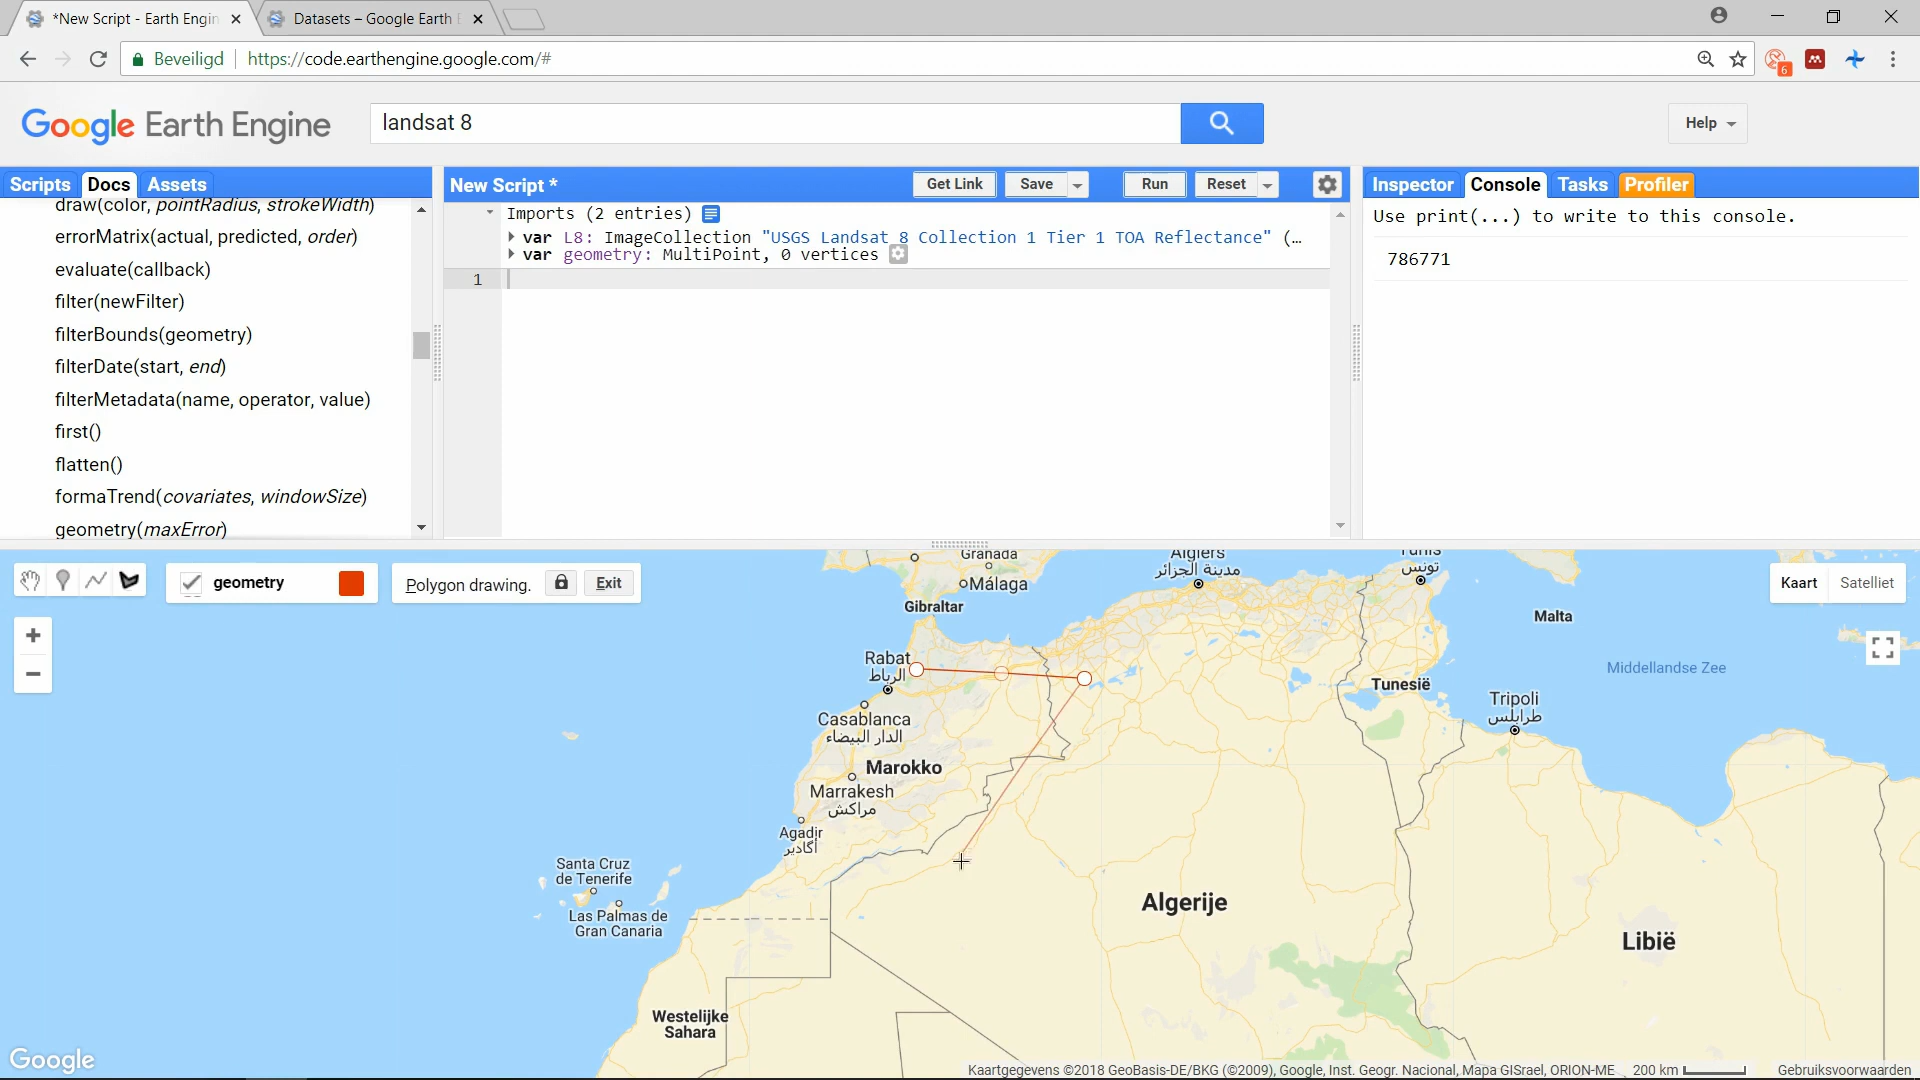 *New Script - Earth Engin
Datasets – Google Earth E
Beveiligd
https://code.earthengine.google.com/#
6
Google Earth Engine
landsat 8
Help
Scripts
Docs
Assets
draw(color, pointRadius, strokeWidth)
errorMatrix(actual, predicted, order)
evaluate(callback)
filter(newFilter)
filterBounds(geometry)
filterDate(start, end)
filterMetadata(name, operator, value)
first()
flatten()
formaTrend(covariates, windowSize)
geometry(maxError)
New Script *
Get Link
Save
Run
Reset
Imports (2 entries)
var L8: ImageCollection "USGS Landsat 8 Collection 1 Tier 1 TOA Reflectance" (…
var geometry: MultiPoint, 0 vertices
1
Inspector
Console
Tasks
Profiler
Use print(...) to write to this console.
786771
geometry
Polygon drawing.
Exit
Kaart
Satelliet
Granada
Málaga
Gibraltar
Algiers
مدينة الجزائر
Tunis
تونس
Malta
Middellandse Zee
Rabat
الرباط
Casablanca
الدار البيضاء
Marokko
Marrakesh
مراكش
Agadir
أكادير
Tunesië
Tripoli
طرابلس
Santa Cruz
de Tenerife
Las Palmas de
Gran Canaria
Algerije
Libië
Westelijke
Sahara
Google
Kaartgegevens ©2018 GeoBasis-DE/BKG (©2009), Google, Inst. Geogr. Nacional, Mapa GISrael, ORION-ME
200 km
Gebruiksvoorwaarden